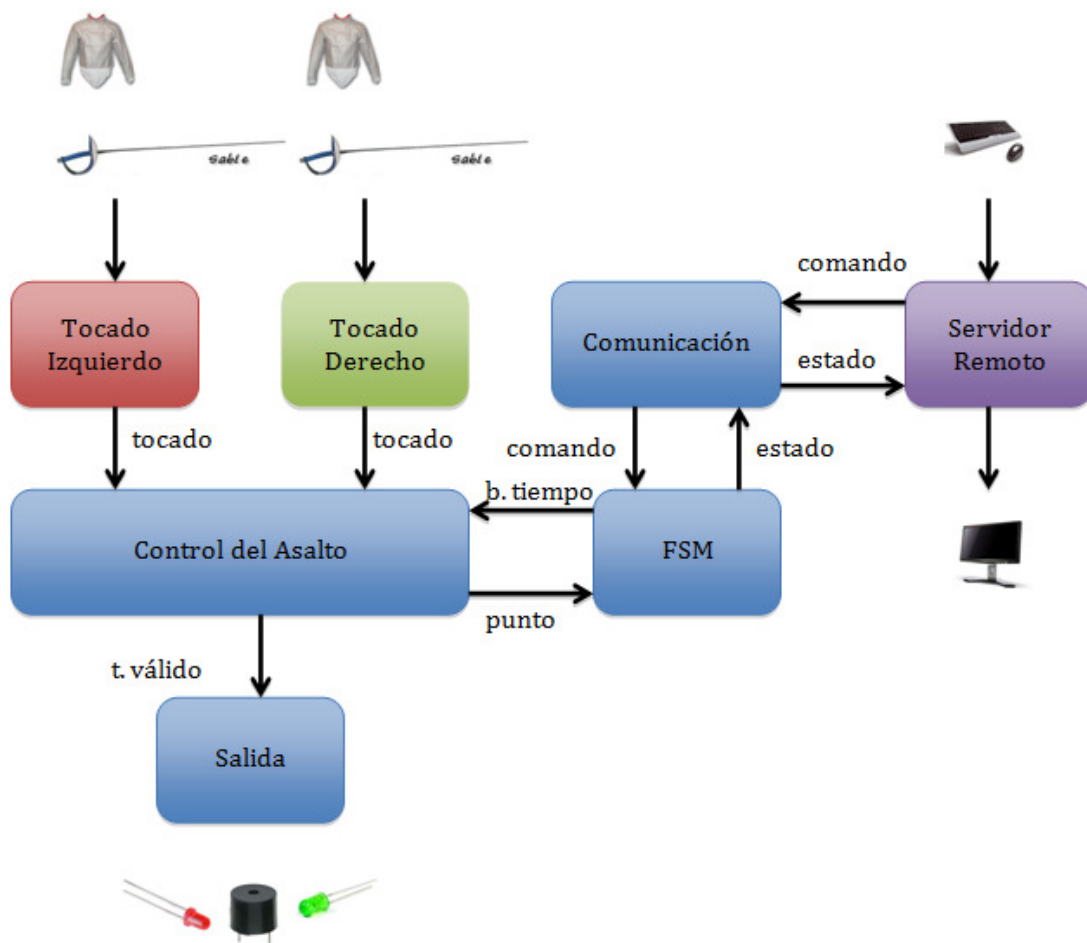 Sable
Sable
comando
Tocado
Izquierdo
Tocado
Derecho
Comunicación
Servidor
Remoto
estado
tocado
tocado
comando
estado
b. tiempo
Control del Asalto
FSM
punto
t. válido
Salida